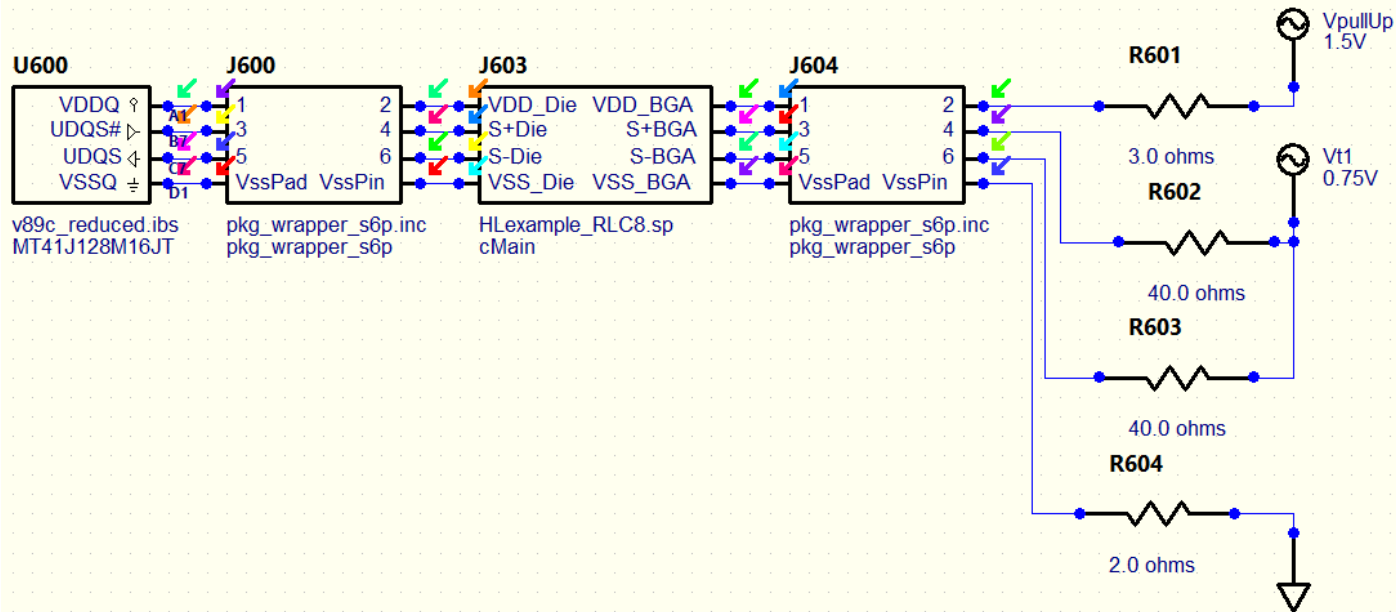 U600
VDDQ
UDQS#
UDQS
VSSQ
A1
B7
C7
D1
v89c_reduced.ibs
MT41J128M16JT
J600
1 2
3 4
5 6
VssPad VssPin
pkg_wrapper_s6p.inc
pkg_wrapper_s6p
J603
VDD_Die VDD_BGA
S+Die S+BGA
S-Die S-BGA
VSS_Die VSS_BGA
HLexample_RLC8.sp
cMain
J604
1 2
3 4
5 6
VssPad VssPin
pkg_wrapper_s6p.inc
pkg_wrapper_s6p
VpullUp
1.5V
R601
3.0 ohms
Vt1
0.75V
R602
40.0 ohms
R603
40.0 ohms
R604
2.0 ohms